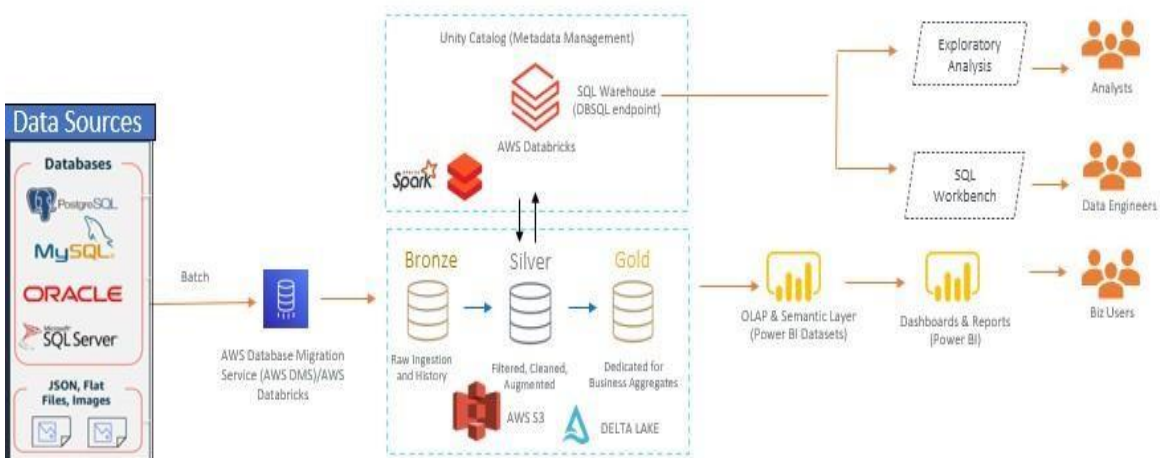 Data Sources
Databases
PostgreSQL
MySQL
ORACLE
Microsoft
SQL Server
JSON, Flat
Files, Images
Batch
AWS Database Migration
Service (AWS DMS)/AWS
Databricks
Unity Catalog (Metadata Management)
SQL Warehouse
(DBSQL endpoint)
AWS Databricks
APACHE
Spark
Bronze
Silver
Gold
Raw Ingestion
and History
Filtered, Cleaned,
Augmented
Dedicated for
Business Aggregates
AWS S3
DELTA LAKE
Exploratory
Analysis
Analysts
SQL
Workbench
Data Engineers
OLAP & Semantic Layer
(Power BI Datasets)
Dashboards & Reports
(Power BI)
Biz Users